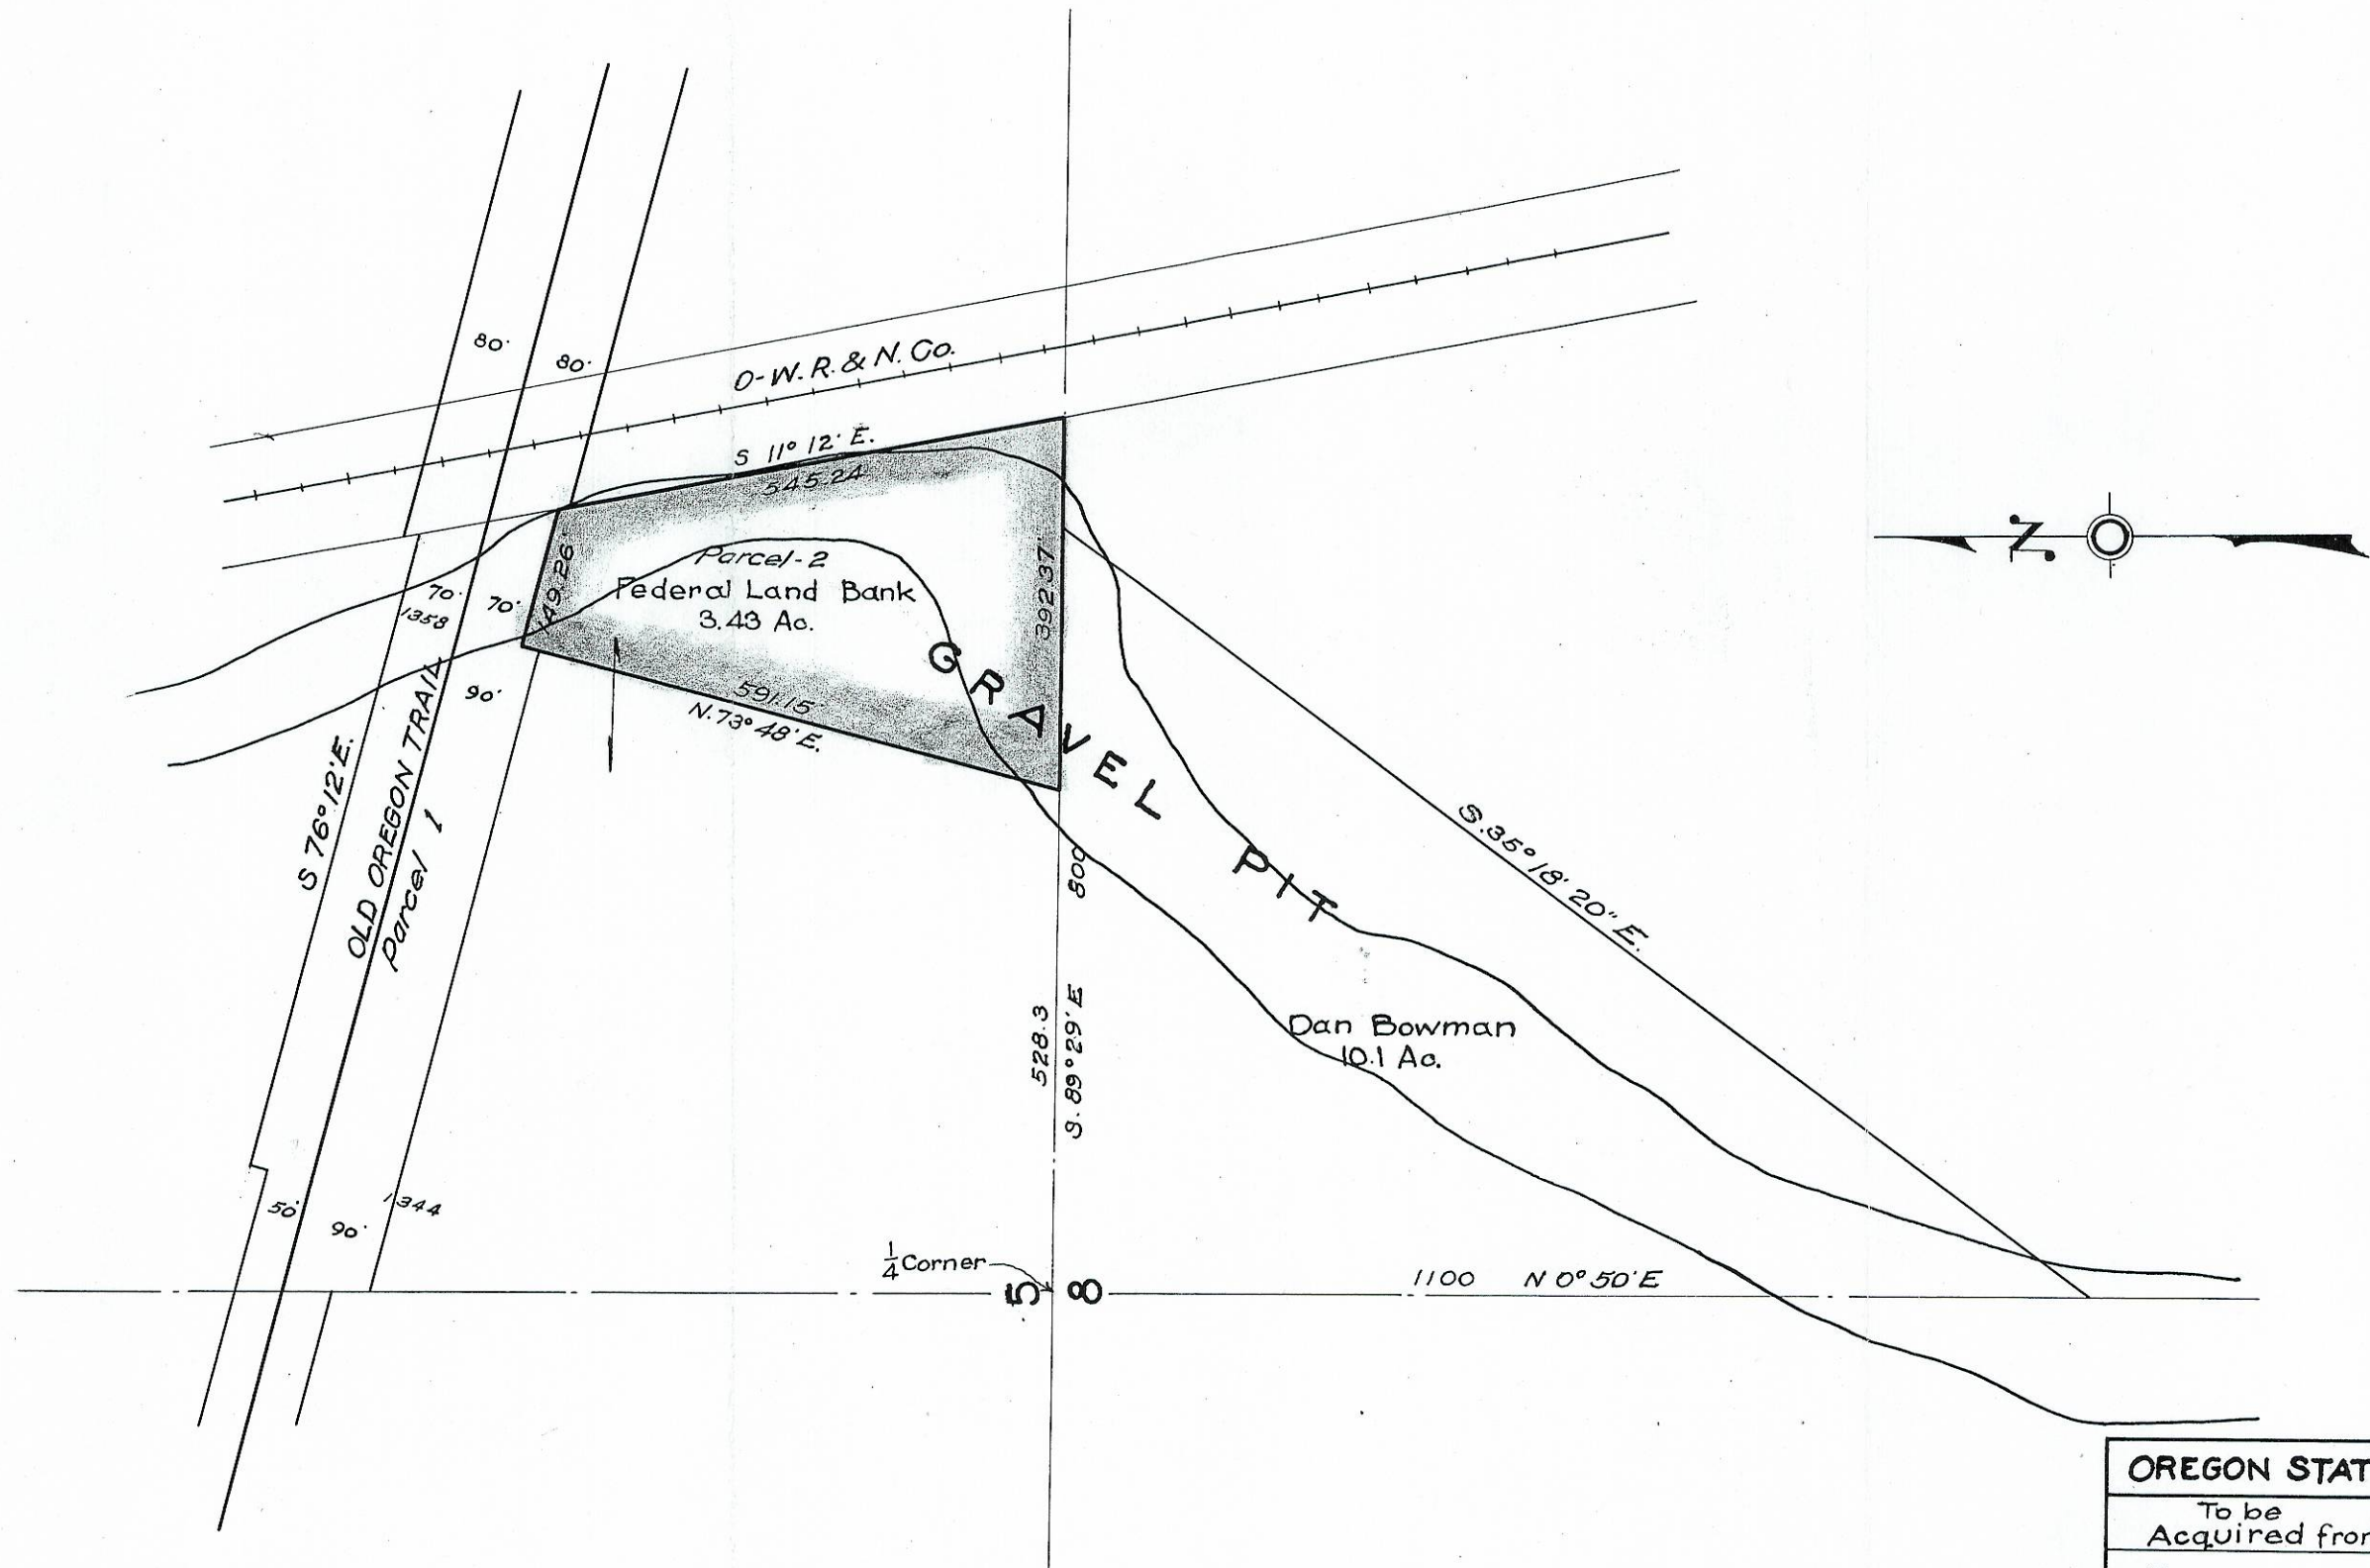 80'
80'
O-W.R.& N. Co.
S 11° 12' E.
545.24
Parcel-2
Federal Land Bank
3.43 Ac.
149.26'
392.37'
70'
1358
70'
90'
591.15'
N.73° 48' E.
GRAVEL PIT
S 76° 12' E.
OLD OREGON TRAIL
Parcel 1
800
528.3
S. 89° 29' E
S.35° 18' 20" E.
Dan Bowman
10.1 Ac.
50'
90'
1344
1/4 Corner
5 8
1100 N 0° 50' E
N
OREGON STAT
To be
Acquired fror